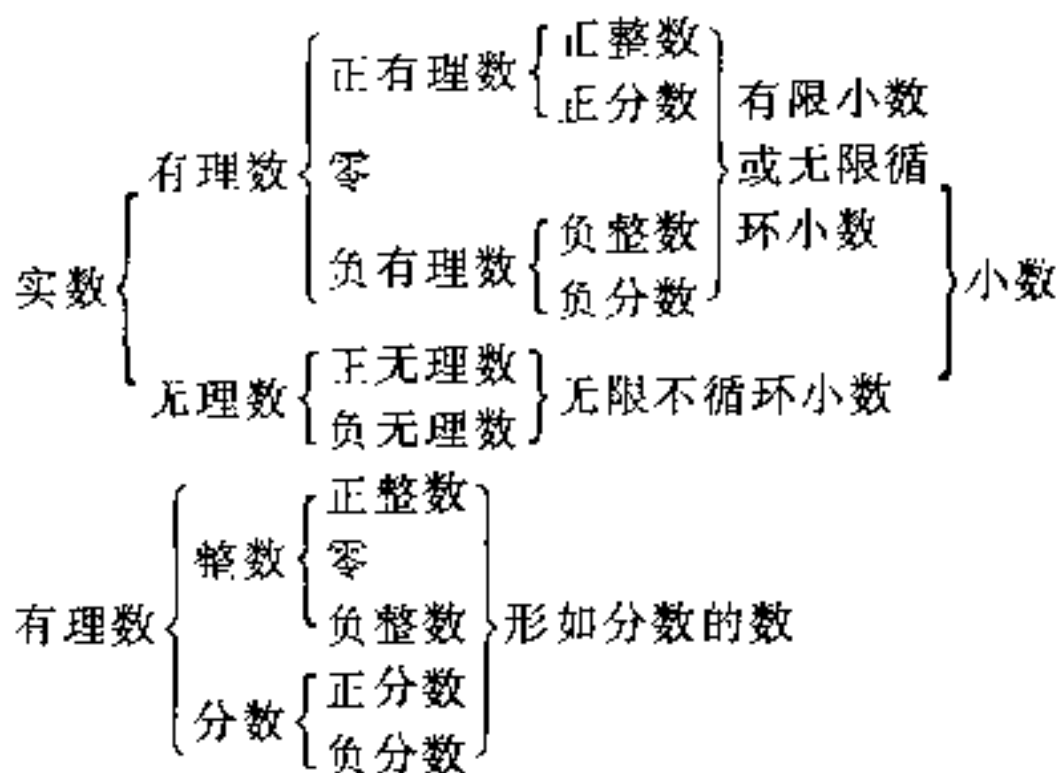 正整数
正有理数
正分数
有限小数
有理数
零
或无限循
负整数
环小数
负有理数
实数
负分数
小数
正无理数
无理数
无限不循环小数
负无理数
正整数
整数
零
有理数
负整数
形如分数的数
正分数
分数
负分数